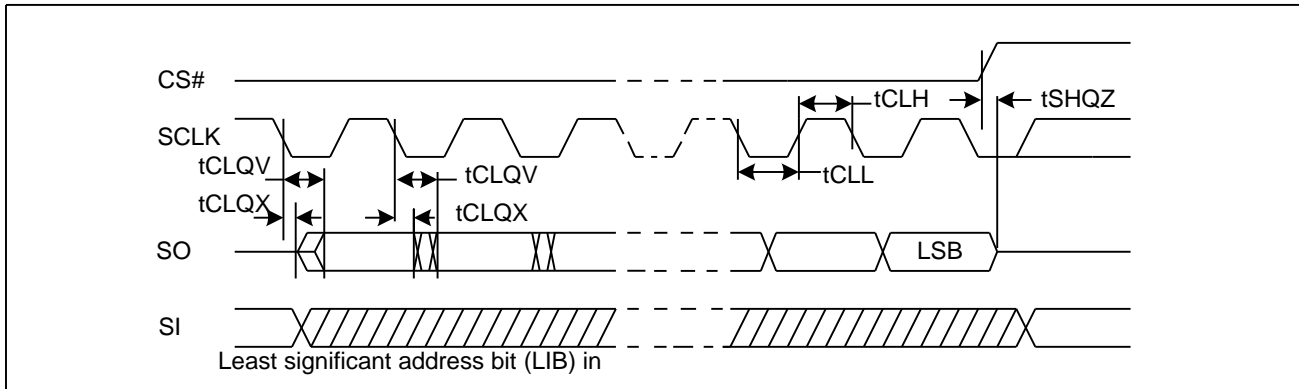 CS#
tCLH
tSHQZ
SCLK
tCLQV
tCLQV
tCLL
tCLQX
tCLQX
SO
LSB
SI
Least significant address bit (LIB) in